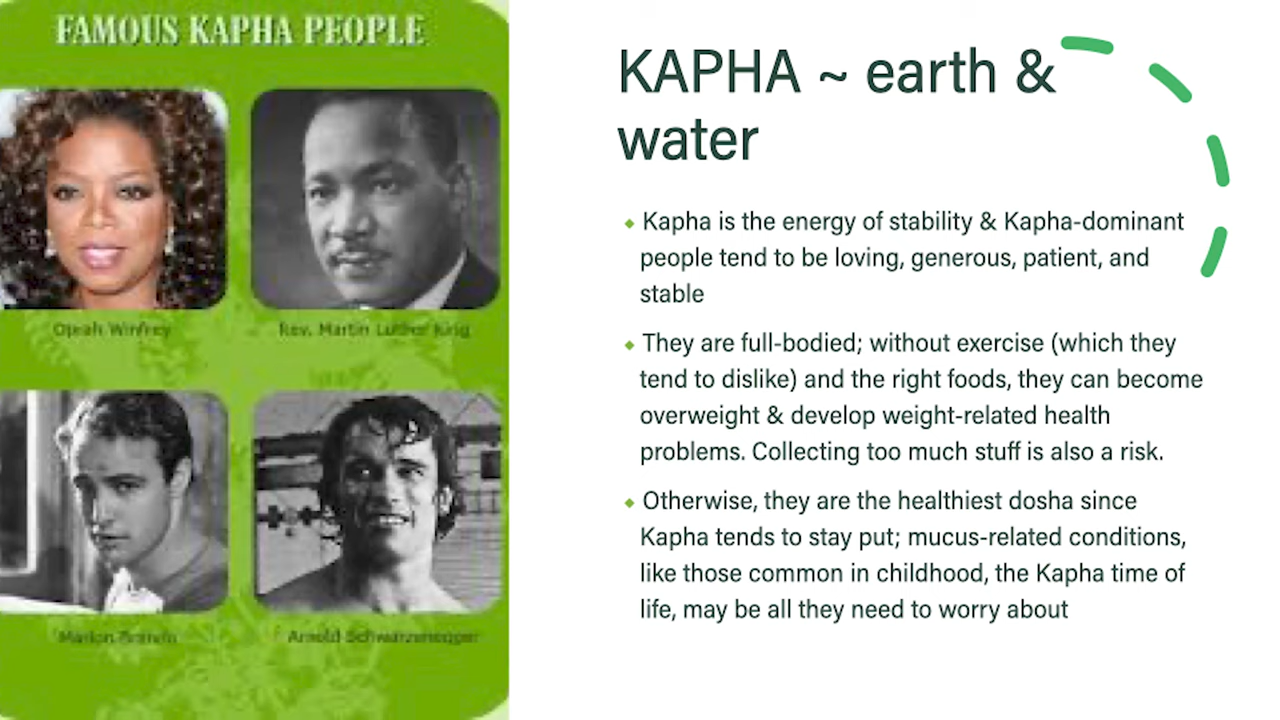 FAMOUS KAPHA PEOPLE
Oprah Winfrey
Rev. Martin Luther King
Marlon Brando
Arnold Schwarzenegger
KAPHA ~ earth &
water
Kapha is the energy of stability & Kapha-dominant
people tend to be loving, generous, patient, and
stable
They are full-bodied; without exercise (which they
tend to dislike) and the right foods, they can become
overweight & develop weight-related health
problems. Collecting too much stuff is also a risk.
Otherwise, they are the healthiest dosha since
Kapha tends to stay put; mucus-related conditions,
like those common in childhood, the Kapha time of
life, may be all they need to worry about